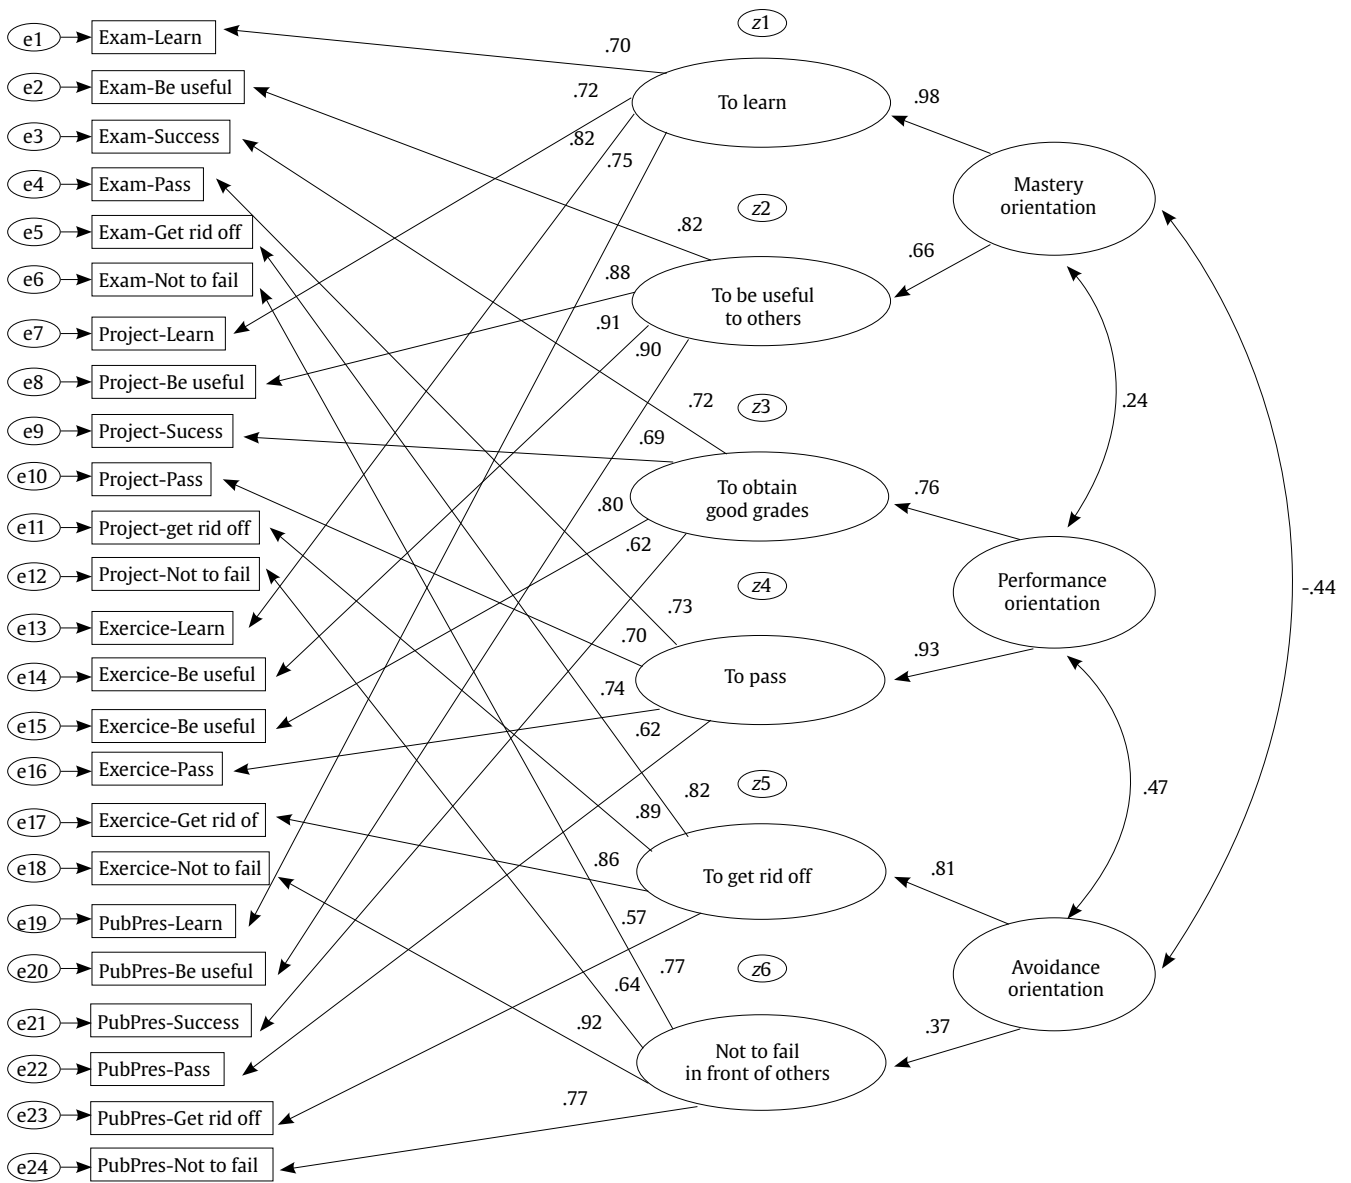 e1 Exam-Learn
e2 Exam-Be useful
e3 Exam-Success
e4 Exam-Pass
e5 Exam-Get rid off
e6 Exam-Not to fail
e7 Project-Learn
e8 Project-Be useful
e9 Project-Sucess
e10 Project-Pass
e11 Project-get rid off
e12 Project-Not to fail
e13 Exercice-Learn
e14 Exercice-Be useful
e15 Exercice-Be useful
e16 Exercice-Pass
e17 Exercice-Get rid of
e18 Exercice-Not to fail
e19 PubPres-Learn
e20 PubPres-Be useful
e21 PubPres-Success
e22 PubPres-Pass
e23 PubPres-Get rid off
e24 PubPres-Not to fail
.70
.72
.82
.75
.82
.88
.91
.90
.72
.69
.80
.62
.73
.70
.74
.62
.82
.89
.86
.57
.77
.64
.92
.77
z1
To learn
z2
To be useful
to others
z3
To obtain
good grades
z4
To pass
z5
To get rid off
z6
Not to fail
in front of others
.98
.66
.76
.93
.81
.37
Mastery
orientation
Performance
orientation
Avoidance
orientation
.24
.47
-.44